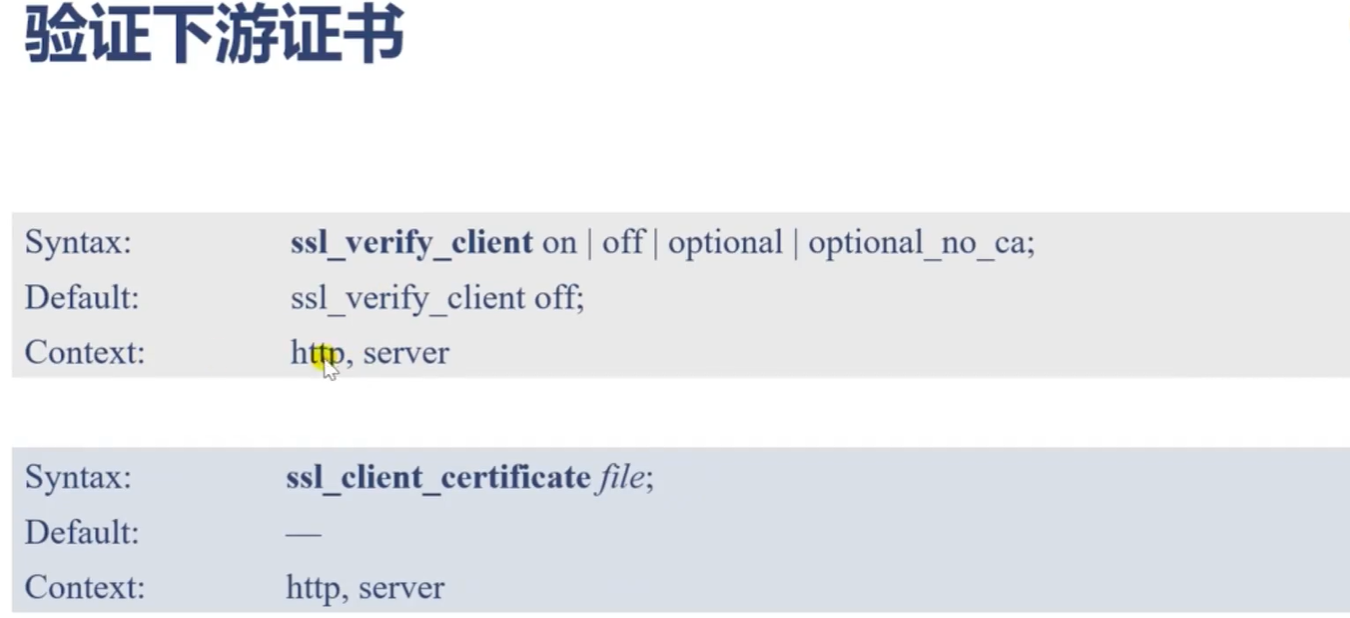 验证下游证书
Syntax: ssl_verify_client on | off | optional | optional_no_ca;
Default: ssl_verify_client off;
Context: http, server
Syntax: ssl_client_certificate file;
Default: —
Context: http, server